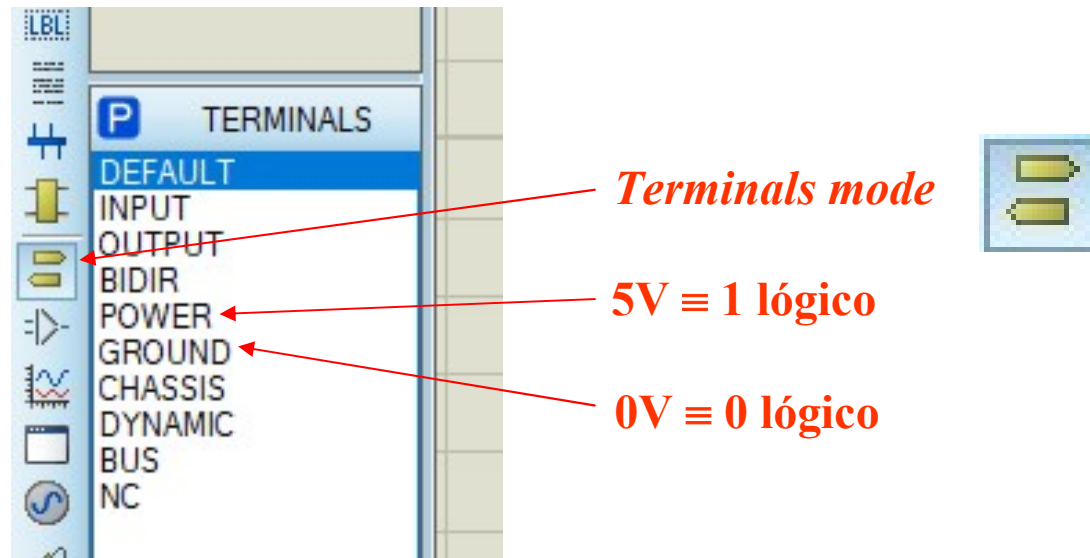 LBL
P TERMINALS
DEFAULT
INPUT
OUTPUT
BIDIR
POWER
GROUND
CHASSIS
DYNAMIC
BUS
NC
Terminals mode
5V ≡ 1 lógico
0V ≡ 0 lógico